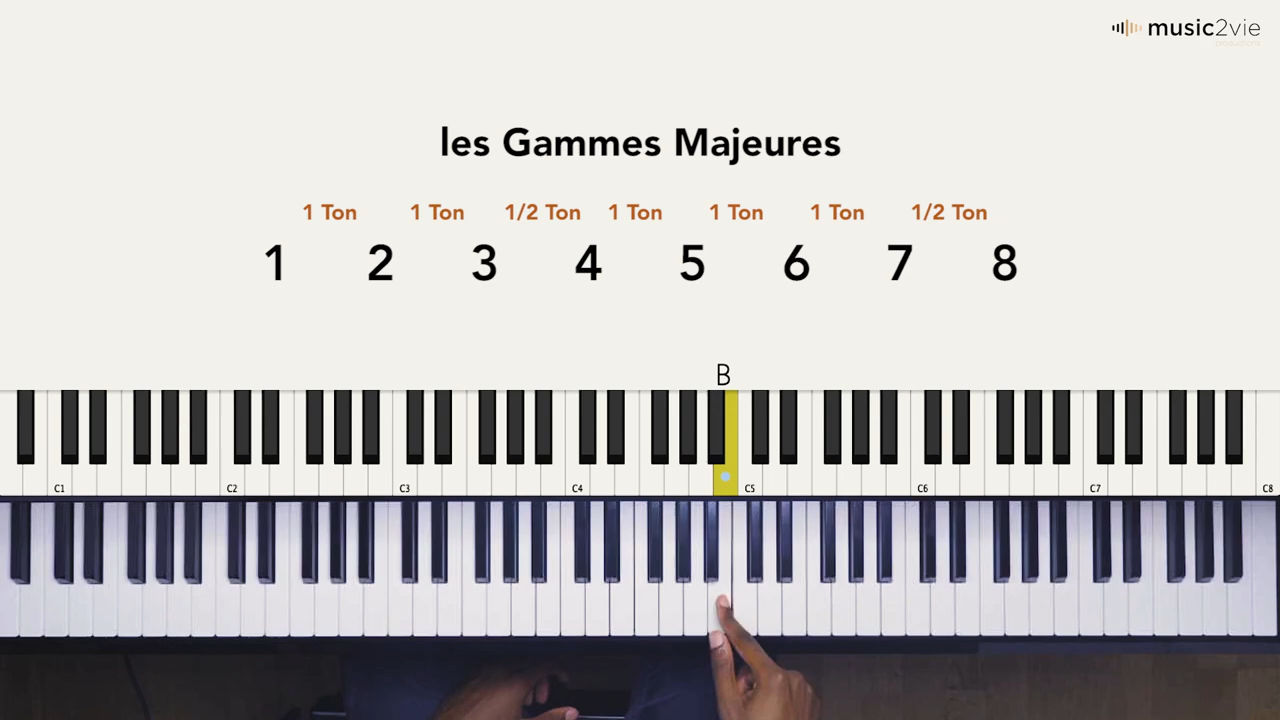 music2vie
productions
les Gammes Majeures
1 Ton 1 Ton 1/2 Ton 1 Ton 1 Ton 1 Ton 1/2 Ton
1 2 3 4 5 6 7 8
B
C1 C2 C3 C4 C5 C6 C7 C8